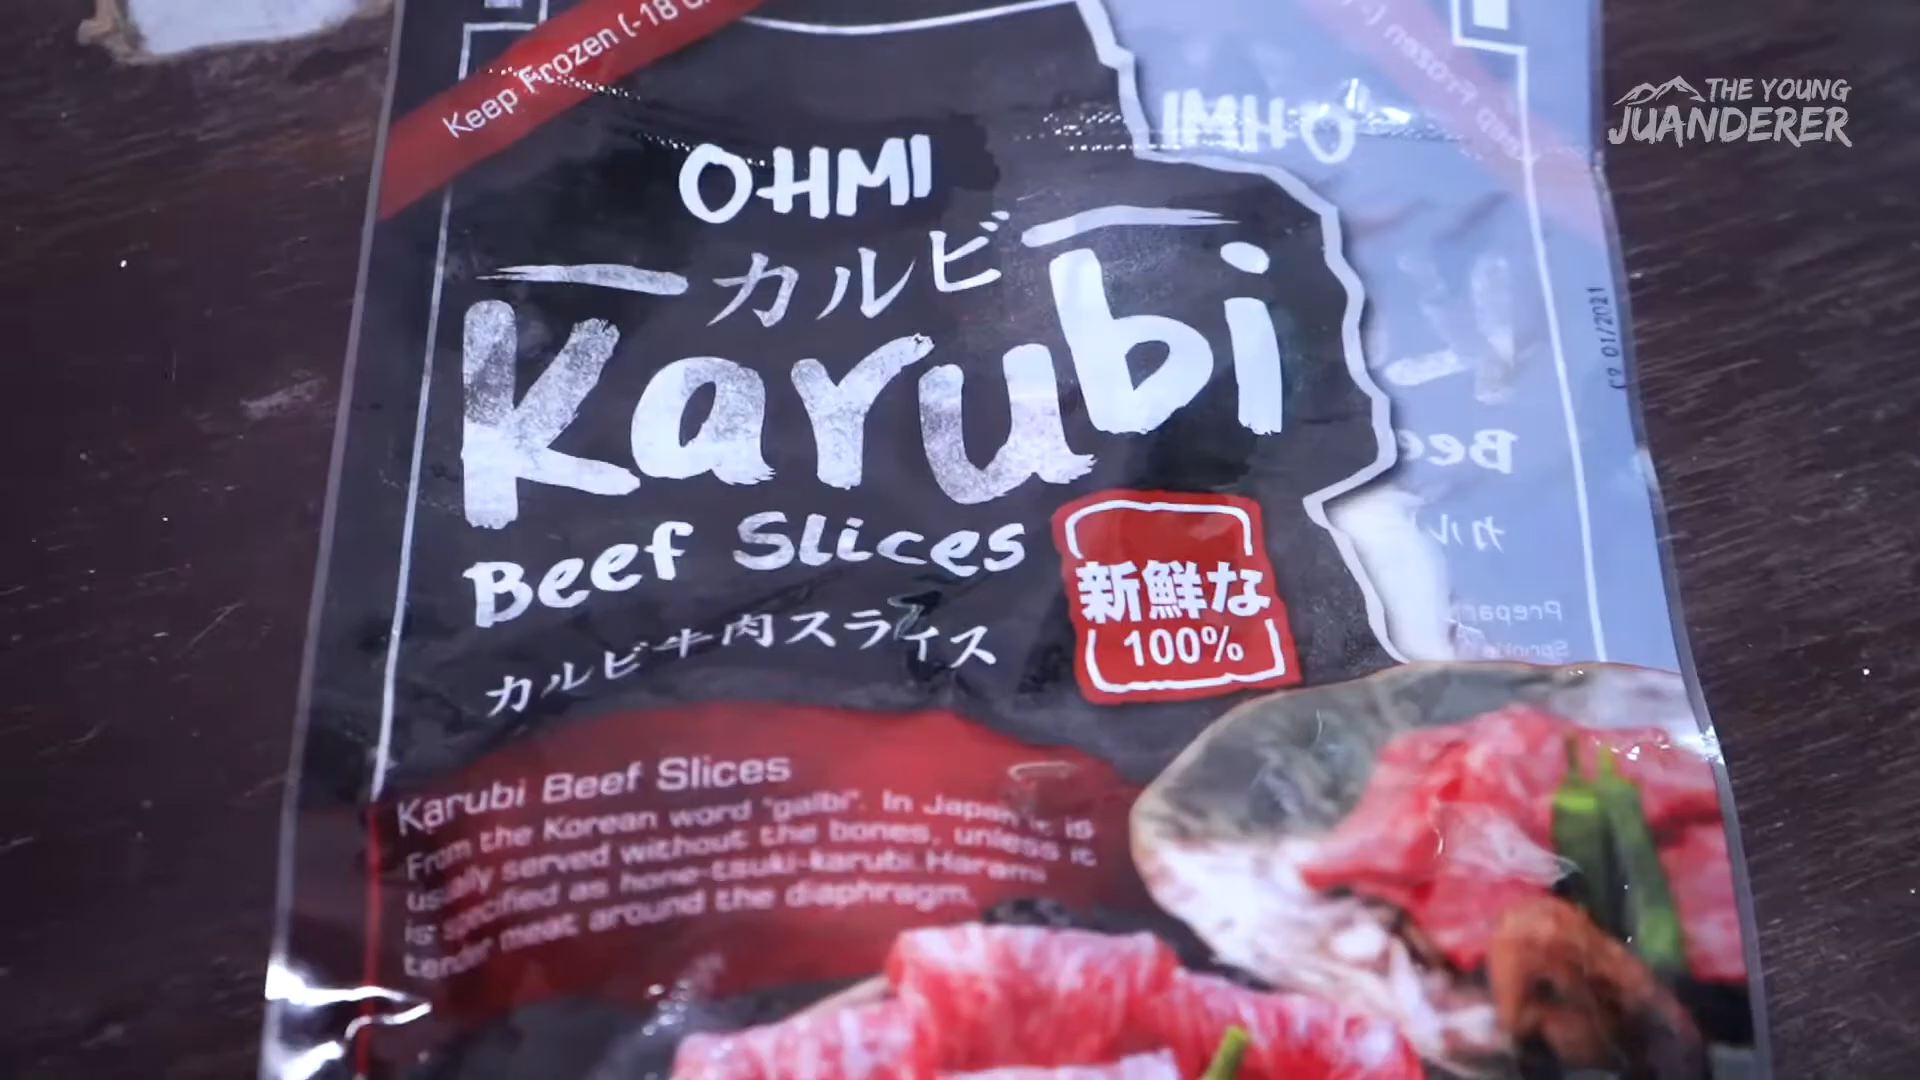 Keep Frozen (-18
THE YOUNG
JUANDERER
OHMI
カルビ
Karubi
Beef Slices
カルビ牛肉スライス
新鮮な
100%
01/2021
Karubi Beef Slices
From the Korean word "galbi". In Japan it is
usually served without the bones, unless it
is specified as hone-tsuki-karubi. Harami
tender meat around the diaphragm.